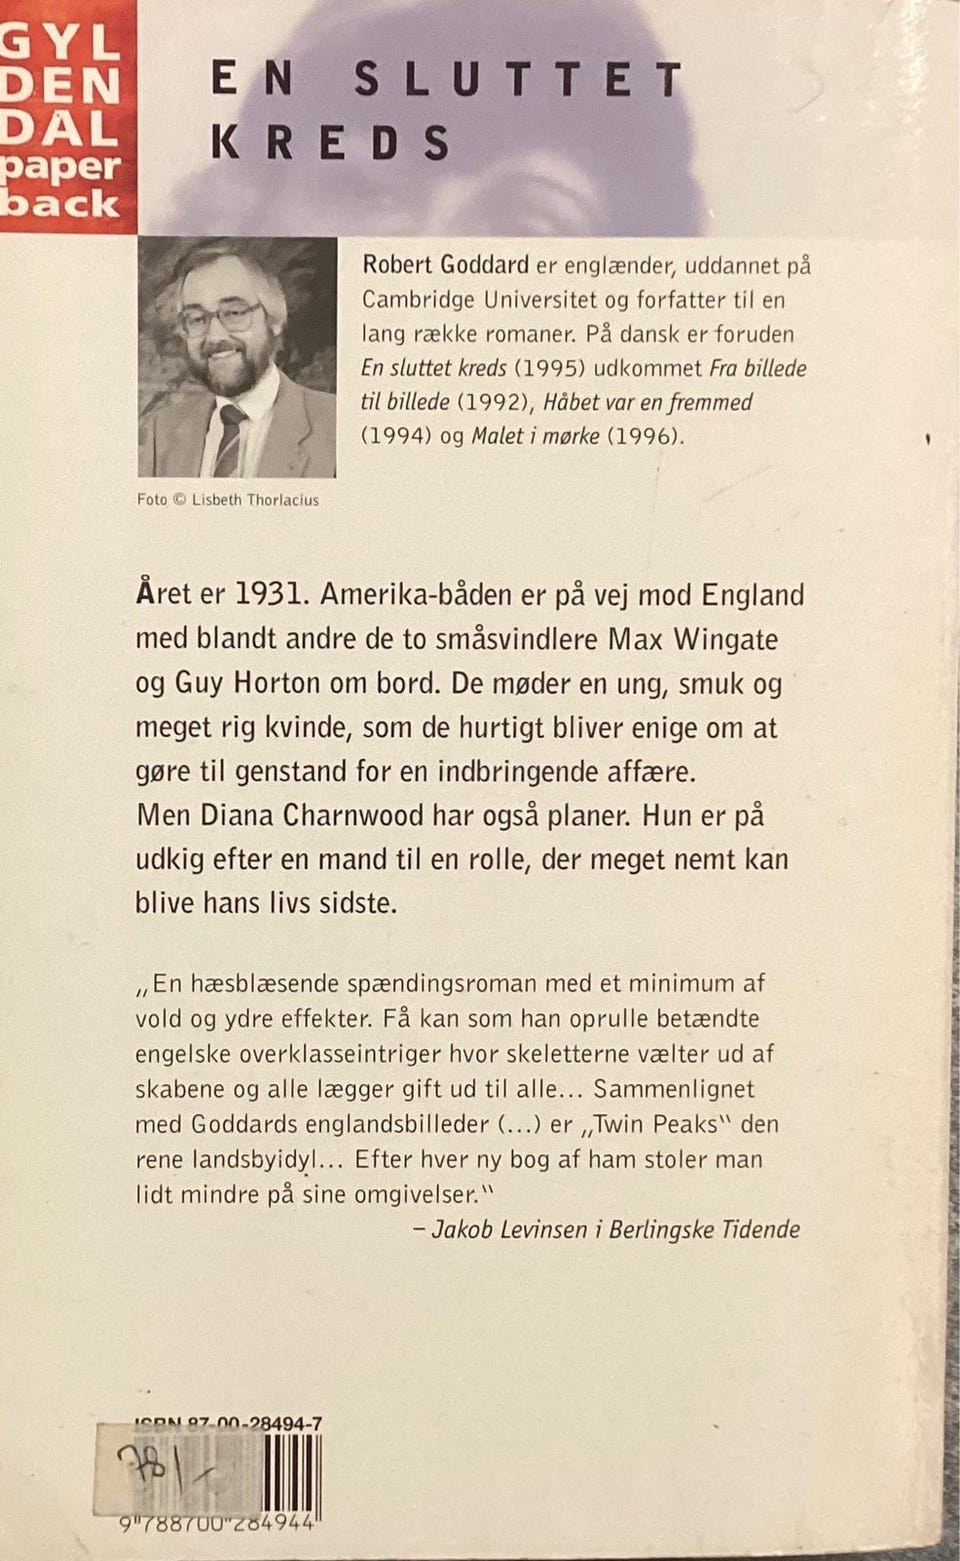 GYL
DEN
DAL
paper
back
EN SLUTTET
KREDS
Robert Goddard er englænder, uddannet på
Cambridge Universitet og forfatter til en
lang række romaner. På dansk er foruden
En sluttet kreds (1995) udkommet Fra billede
til billede (1992), Håbet var en fremmed
(1994) og Malet i mørke (1996).
Foto © Lisbeth Thorlacius
Året er 1931. Amerika-båden er på vej mod England
med blandt andre de to småsvindlere Max Wingate
og Guy Horton om bord. De møder en ung, smuk og
meget rig kvinde, som de hurtigt bliver enige om at
gøre til genstand for en indbringende affære.
Men Diana Charnwood har også planer. Hun er på
udkig efter en mand til en rolle, der meget nemt kan
blive hans livs sidste.
„En hæsblæsende spændingsroman med et minimum af
vold og ydre effekter. Få kan som han oprulle betændte
engelske overklasseintriger hvor skeletterne vælter ud af
skabene og alle lægger gift ud til alle... Sammenlignet
med Goddards englandsbilleder (...) er „Twin Peaks“ den
rene landsbyidyl... Efter hver ny bog af ham stoler man
lidt mindre på sine omgivelser.“
– Jakob Levinsen i Berlingske Tidende
ISBN 87-00-28494-7
78/-
9"788700"284944"